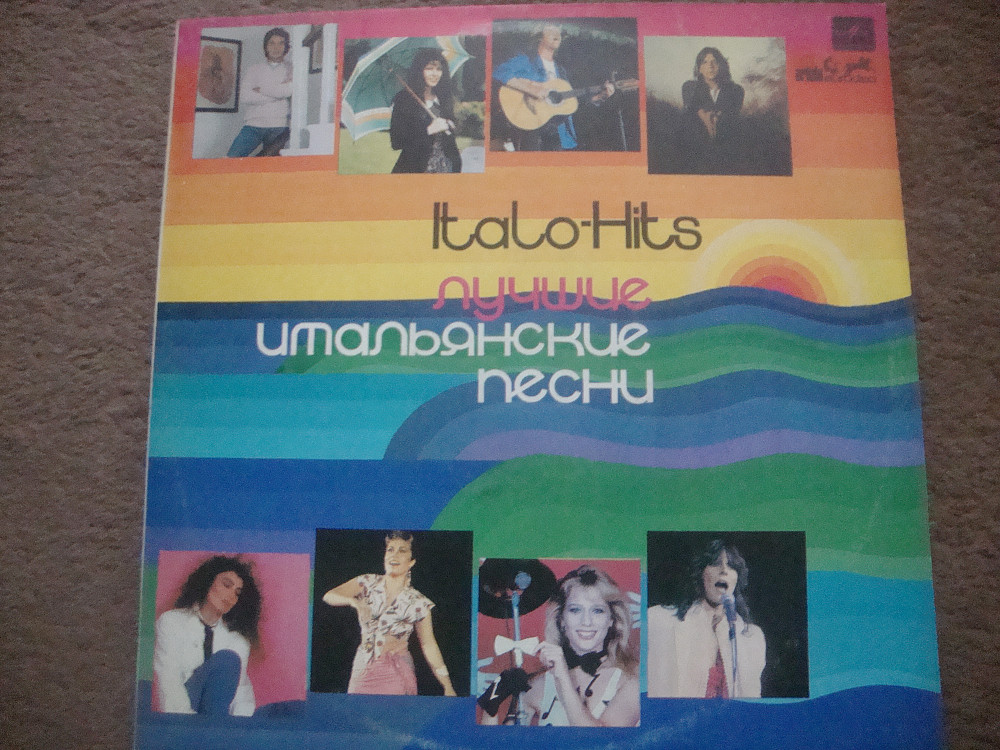 Italo-Hits
лучшие
итальянские
песни